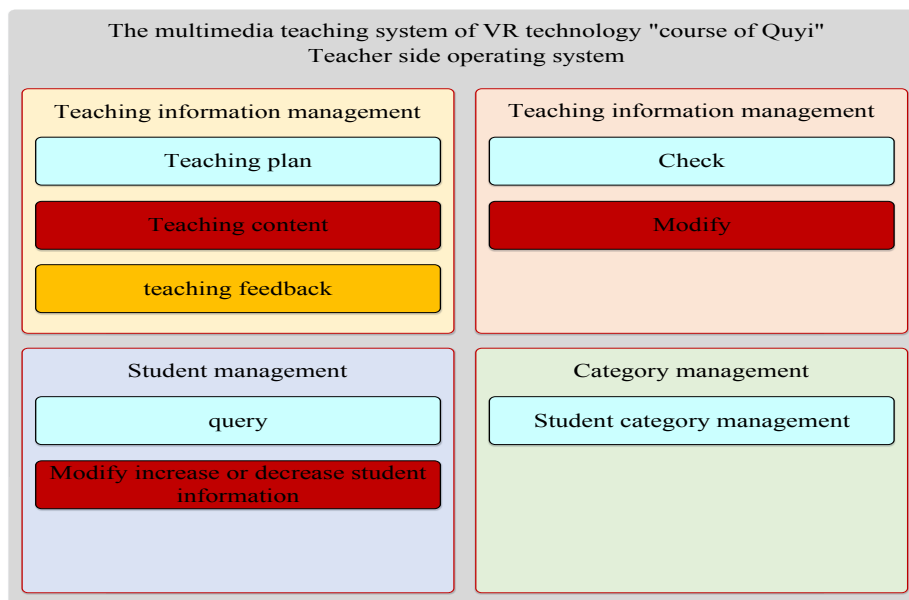 The multimedia teaching system of VR technology "course of Quyi"
Teacher side operating system
Teaching information management
Teaching plan
Teaching content
teaching feedback
Teaching information management
Check
Modify
Student management
query
Modify increase or decrease student
information
Category management
Student category management